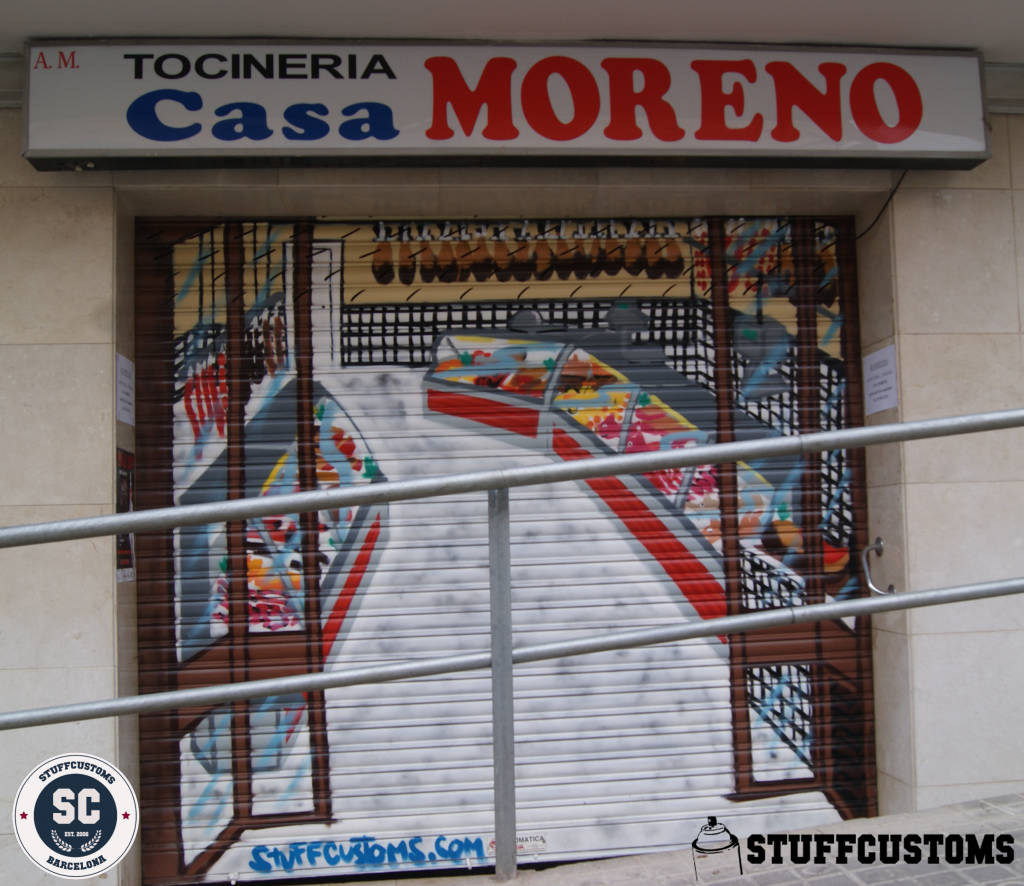 A. M.
TOCINERIA
Casa MORENO
STUFFCUSTOMS.COM
STUFFCUSTOMS
SC
EST. 2006
BARCELONA
STUFFCUSTOMS